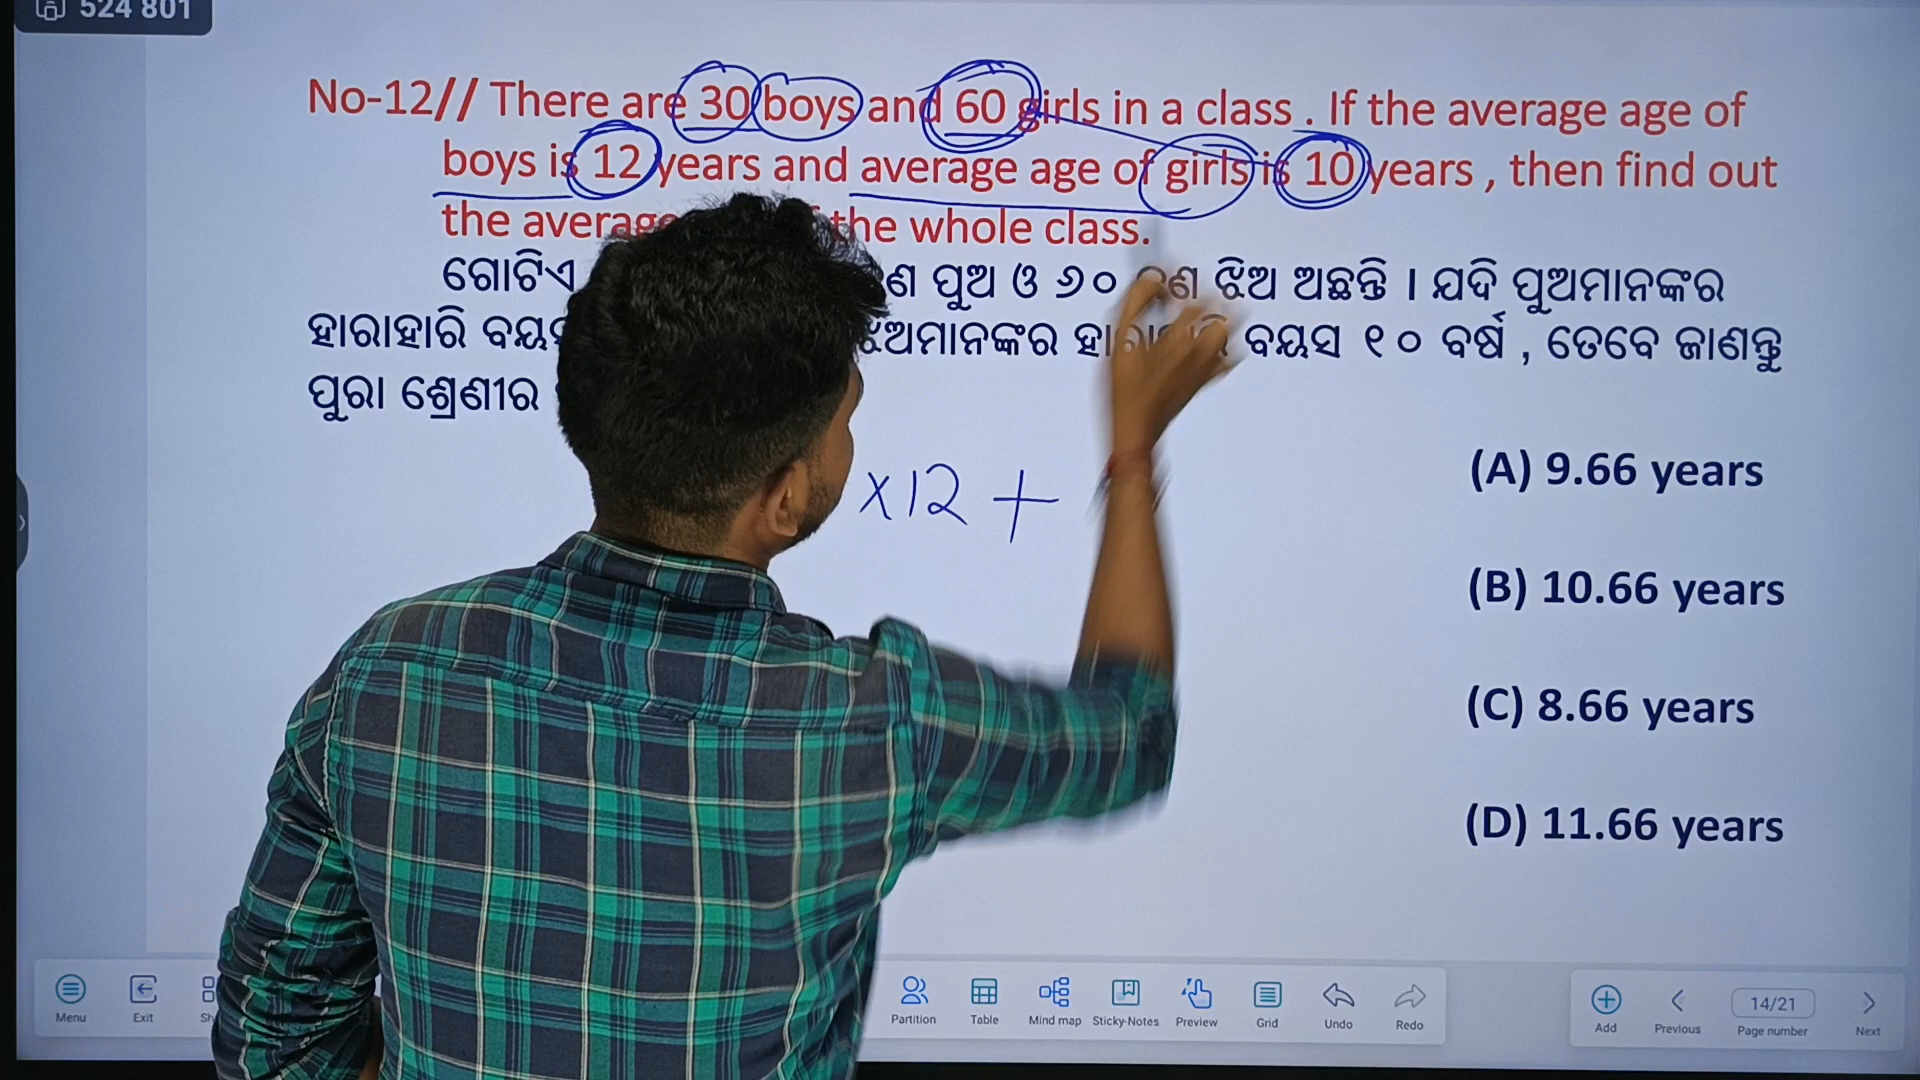 524 801
No-12// There are 30 boys and 60 girls in a class . If the average age of
boys is 12 years and average age of girls is 10 years , then find out
the average the whole class.
ଗୋଟିଏ ପୁଅ ଓ ୬୦ ଝିଅ ଅଛନ୍ତି । ଯଦି ପୁଅମାନଙ୍କର
ହାରାହାରି ବୟସ ଝିଅମାନଙ୍କର ହାରାହାରି ବୟସ ୧୦ ବର୍ଷ , ତେବେ ଜାଣନ୍ତୁ
ପୁରା ଶ୍ରେଣୀର
×12 +
(A) 9.66 years
(B) 10.66 years
(C) 8.66 years
(D) 11.66 years
Menu Exit Partition Table Mind map Sticky-Notes Preview Grid Undo Redo Add Previous 14/21 Page number Next